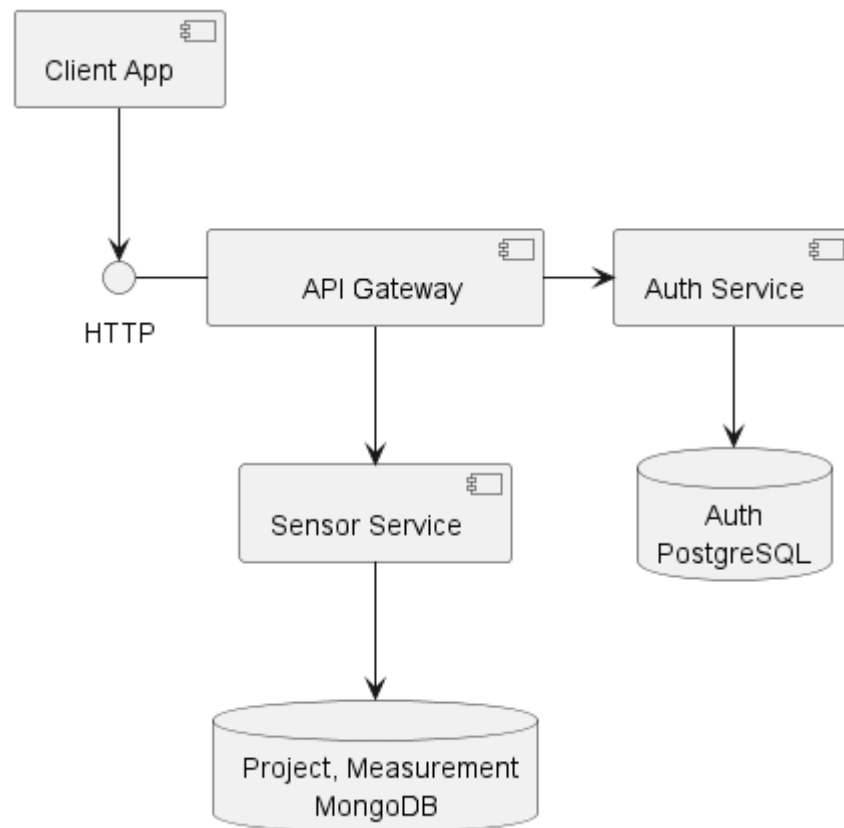 Client App
HTTP
API Gateway
Auth Service
Sensor Service
Auth
PostgreSQL
Project, Measurement
MongoDB